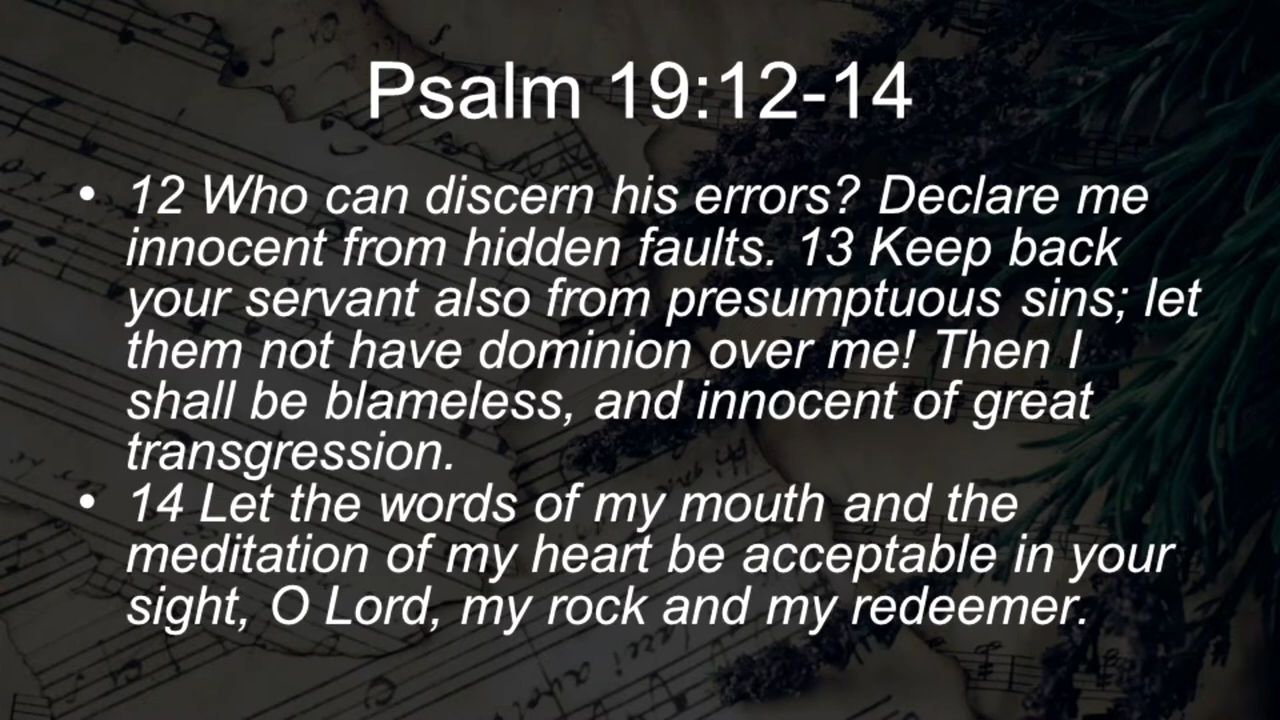 Psalm 19:12-14
• 12 Who can discern his errors? Declare me
innocent from hidden faults. 13 Keep back
your servant also from presumptuous sins; let
them not have dominion over me! Then I
shall be blameless, and innocent of great
transgression.
• 14 Let the words of my mouth and the
meditation of my heart be acceptable in your
sight, O Lord, my rock and my redeemer.